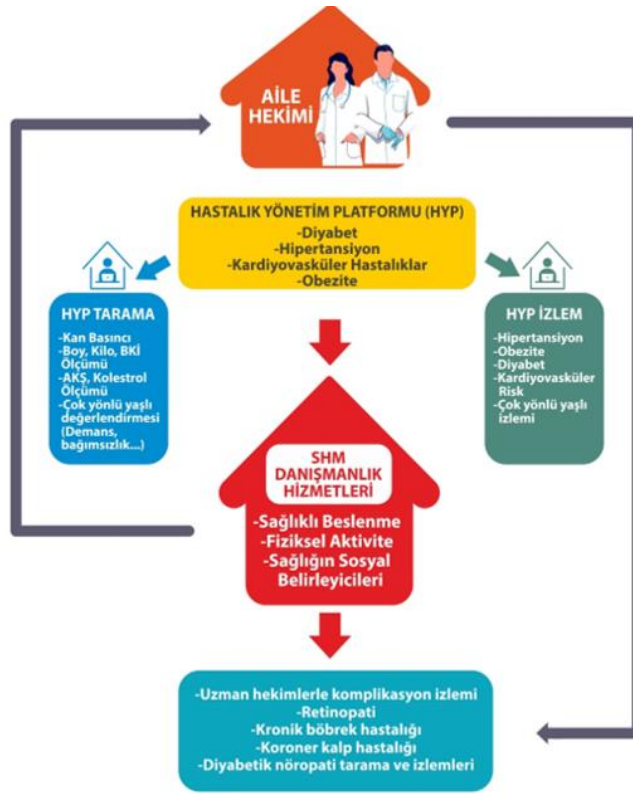 AİLE
HEKİMİ
HASTALIK YÖNETİM PLATFORMU (HYP)
-Diyabet
-Hipertansiyon
-Kardiyovasküler Hastalıklar
-Obezite
HYP TARAMA
-Kan Basıncı
-Boy, Kilo, BKİ
Ölçümü
-AKŞ, Kolestrol
Ölçümü
-Çok yönlü yaşlı
değerlendirmesi
(Demans,
bağımsızlık...)
HYP İZLEM
-Hipertansiyon
-Obezite
-Diyabet
-Kardiyovasküler
Risk
-Çok yönlü yaşlı
izlemi
SHM
DANIŞMANLIK
HİZMETLERİ
-Sağlıklı Beslenme
-Fiziksel Aktivite
-Sağlığın Sosyal
Belirleyicileri
-Uzman hekimlerle komplikasyon izlemi
-Retinopati
-Kronik böbrek hastalığı
-Koroner kalp hastalığı
-Diyabetik nöropati tarama ve izlemleri